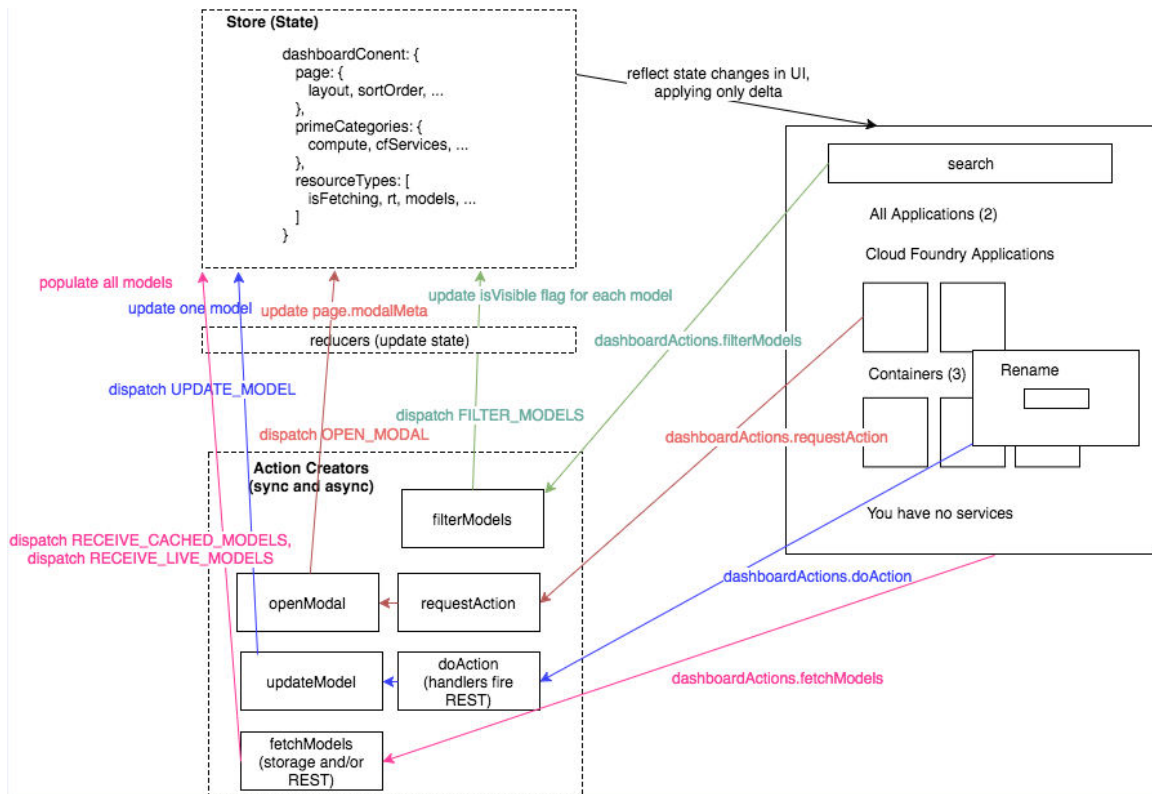 Store (State)
dashboardConent: {
page: {
layout, sortOrder, ...
},
primeCategories: {
compute, cfServices, ...
},
resourceTypes: [
isFetching, rt, models, ...
]
}
reflect state changes in UI,
applying only delta
search
All Applications (2)
Cloud Foundry Applications
populate all models
update one model
update page.modalMeta
update isVisible flag for each model
reducers (update state)
dashboardActions.filterModels
Containers (3)
Rename
dispatch UPDATE_MODEL
dispatch OPEN_MODAL
dispatch FILTER_MODELS
dashboardActions.requestAction
Action Creators
(sync and async)
filterModels
You have no services
dispatch RECEIVE_CACHED_MODELS,
dispatch RECEIVE_LIVE_MODELS
dashboardActions.doAction
openModal
requestAction
updateModel
doAction
(handlers fire
REST)
dashboardActions.fetchModels
fetchModels
(storage and/or
REST)